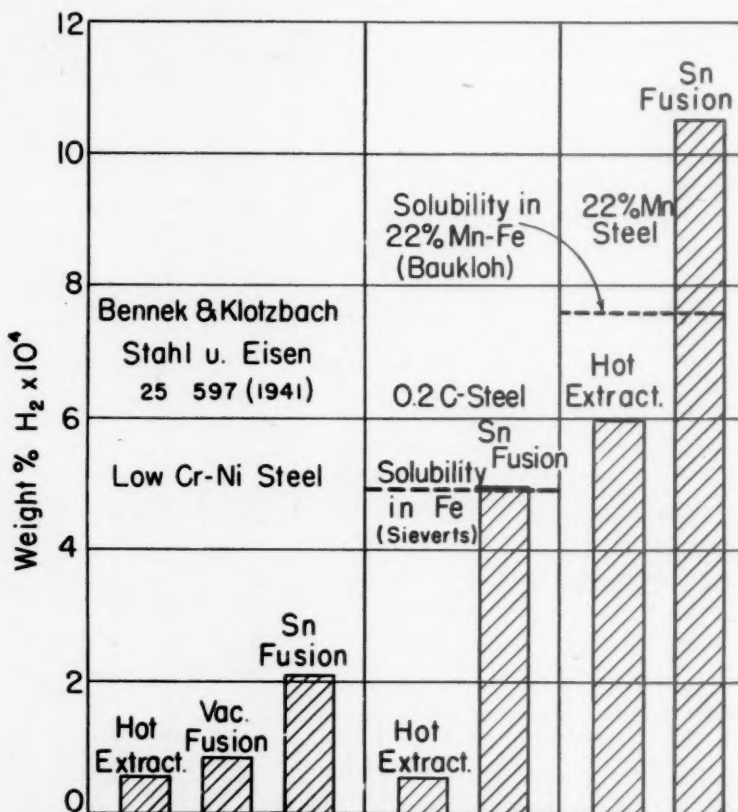 12
10
8
6
4
2
0
Weight % H₂ x10⁴
Bennek & Klotzbach
Stahl u. Eisen
25 597 (1941)
Low Cr-Ni Steel
Hot
Extract.
Vac.
Fusion
Sn
Fusion
0.2 C-Steel
Solubility
in Fe
(Sieverts)
Hot
Extract.
Sn
Fusion
Solubility in
22% Mn-Fe
(Baukloh)
22%Mn
Steel
Hot
Extract.
Sn
Fusion